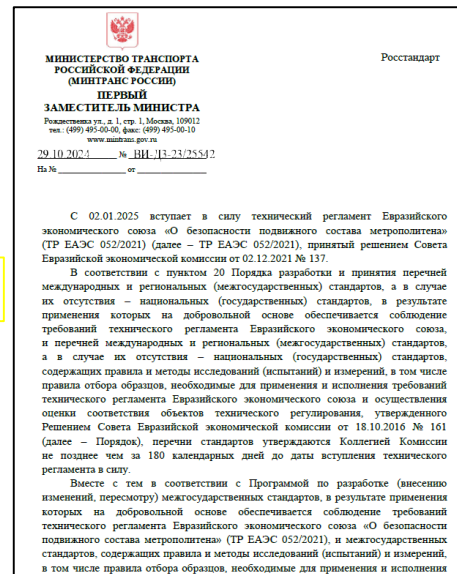 МИНИСТЕРСТВО ТРАНСПОРТА
РОССИЙСКОЙ ФЕДЕРАЦИИ
(МИНТРАНС РОССИИ)
ПЕРВЫЙ
ЗАМЕСТИТЕЛЬ МИНИСТРА
Рождественка ул., д. 1, стр. 1, Москва, 109012
тел.: (499) 495-00-00, факс: (499) 495-00-10
www.mintrans.gov.ru
29.10.2024 № ВИ-Д3-23/25542
На № от
Росстандарт
С 02.01.2025 вступает в силу технический регламент Евразийского
экономического союза «О безопасности подвижного состава метрополитена»
(ТР ЕАЭС 052/2021) (далее – ТР ЕАЭС 052/2021), принятый решением Совета
Евразийской экономической комиссии от 02.12.2021 № 137.
В соответствии с пунктом 20 Порядка разработки и принятия перечней
международных и региональных (межгосударственных) стандартов, а в случае
их отсутствия – национальных (государственных) стандартов, в результате
применения которых на добровольной основе обеспечивается соблюдение
требований технического регламента Евразийского экономического союза,
и перечней международных и региональных (межгосударственных) стандартов,
а в случае их отсутствия – национальных (государственных) стандартов,
содержащих правила и методы исследований (испытаний) и измерений, в том числе
правила отбора образцов, необходимые для применения и исполнения требований
технического регламента Евразийского экономического союза и осуществления
оценки соответствия объектов технического регулирования, утвержденного
Решением Совета Евразийской экономической комиссии от 18.10.2016 № 161
(далее – Порядок), перечни стандартов утверждаются Коллегией Комиссии
не позднее чем за 180 календарных дней до даты вступления технического
регламента в силу.
Вместе с тем в соответствии с Программой по разработке (внесению
изменений, пересмотру) межгосударственных стандартов, в результате применения
которых на добровольной основе обеспечивается соблюдение требований
технического регламента Евразийского экономического союза «О безопасности
подвижного состава метрополитена» (ТР ЕАЭС 052/2021), и межгосударственных
стандартов, содержащих правила и методы исследований (испытаний) и измерений,
в том числе правила отбора образцов, необходимые для применения и исполнения